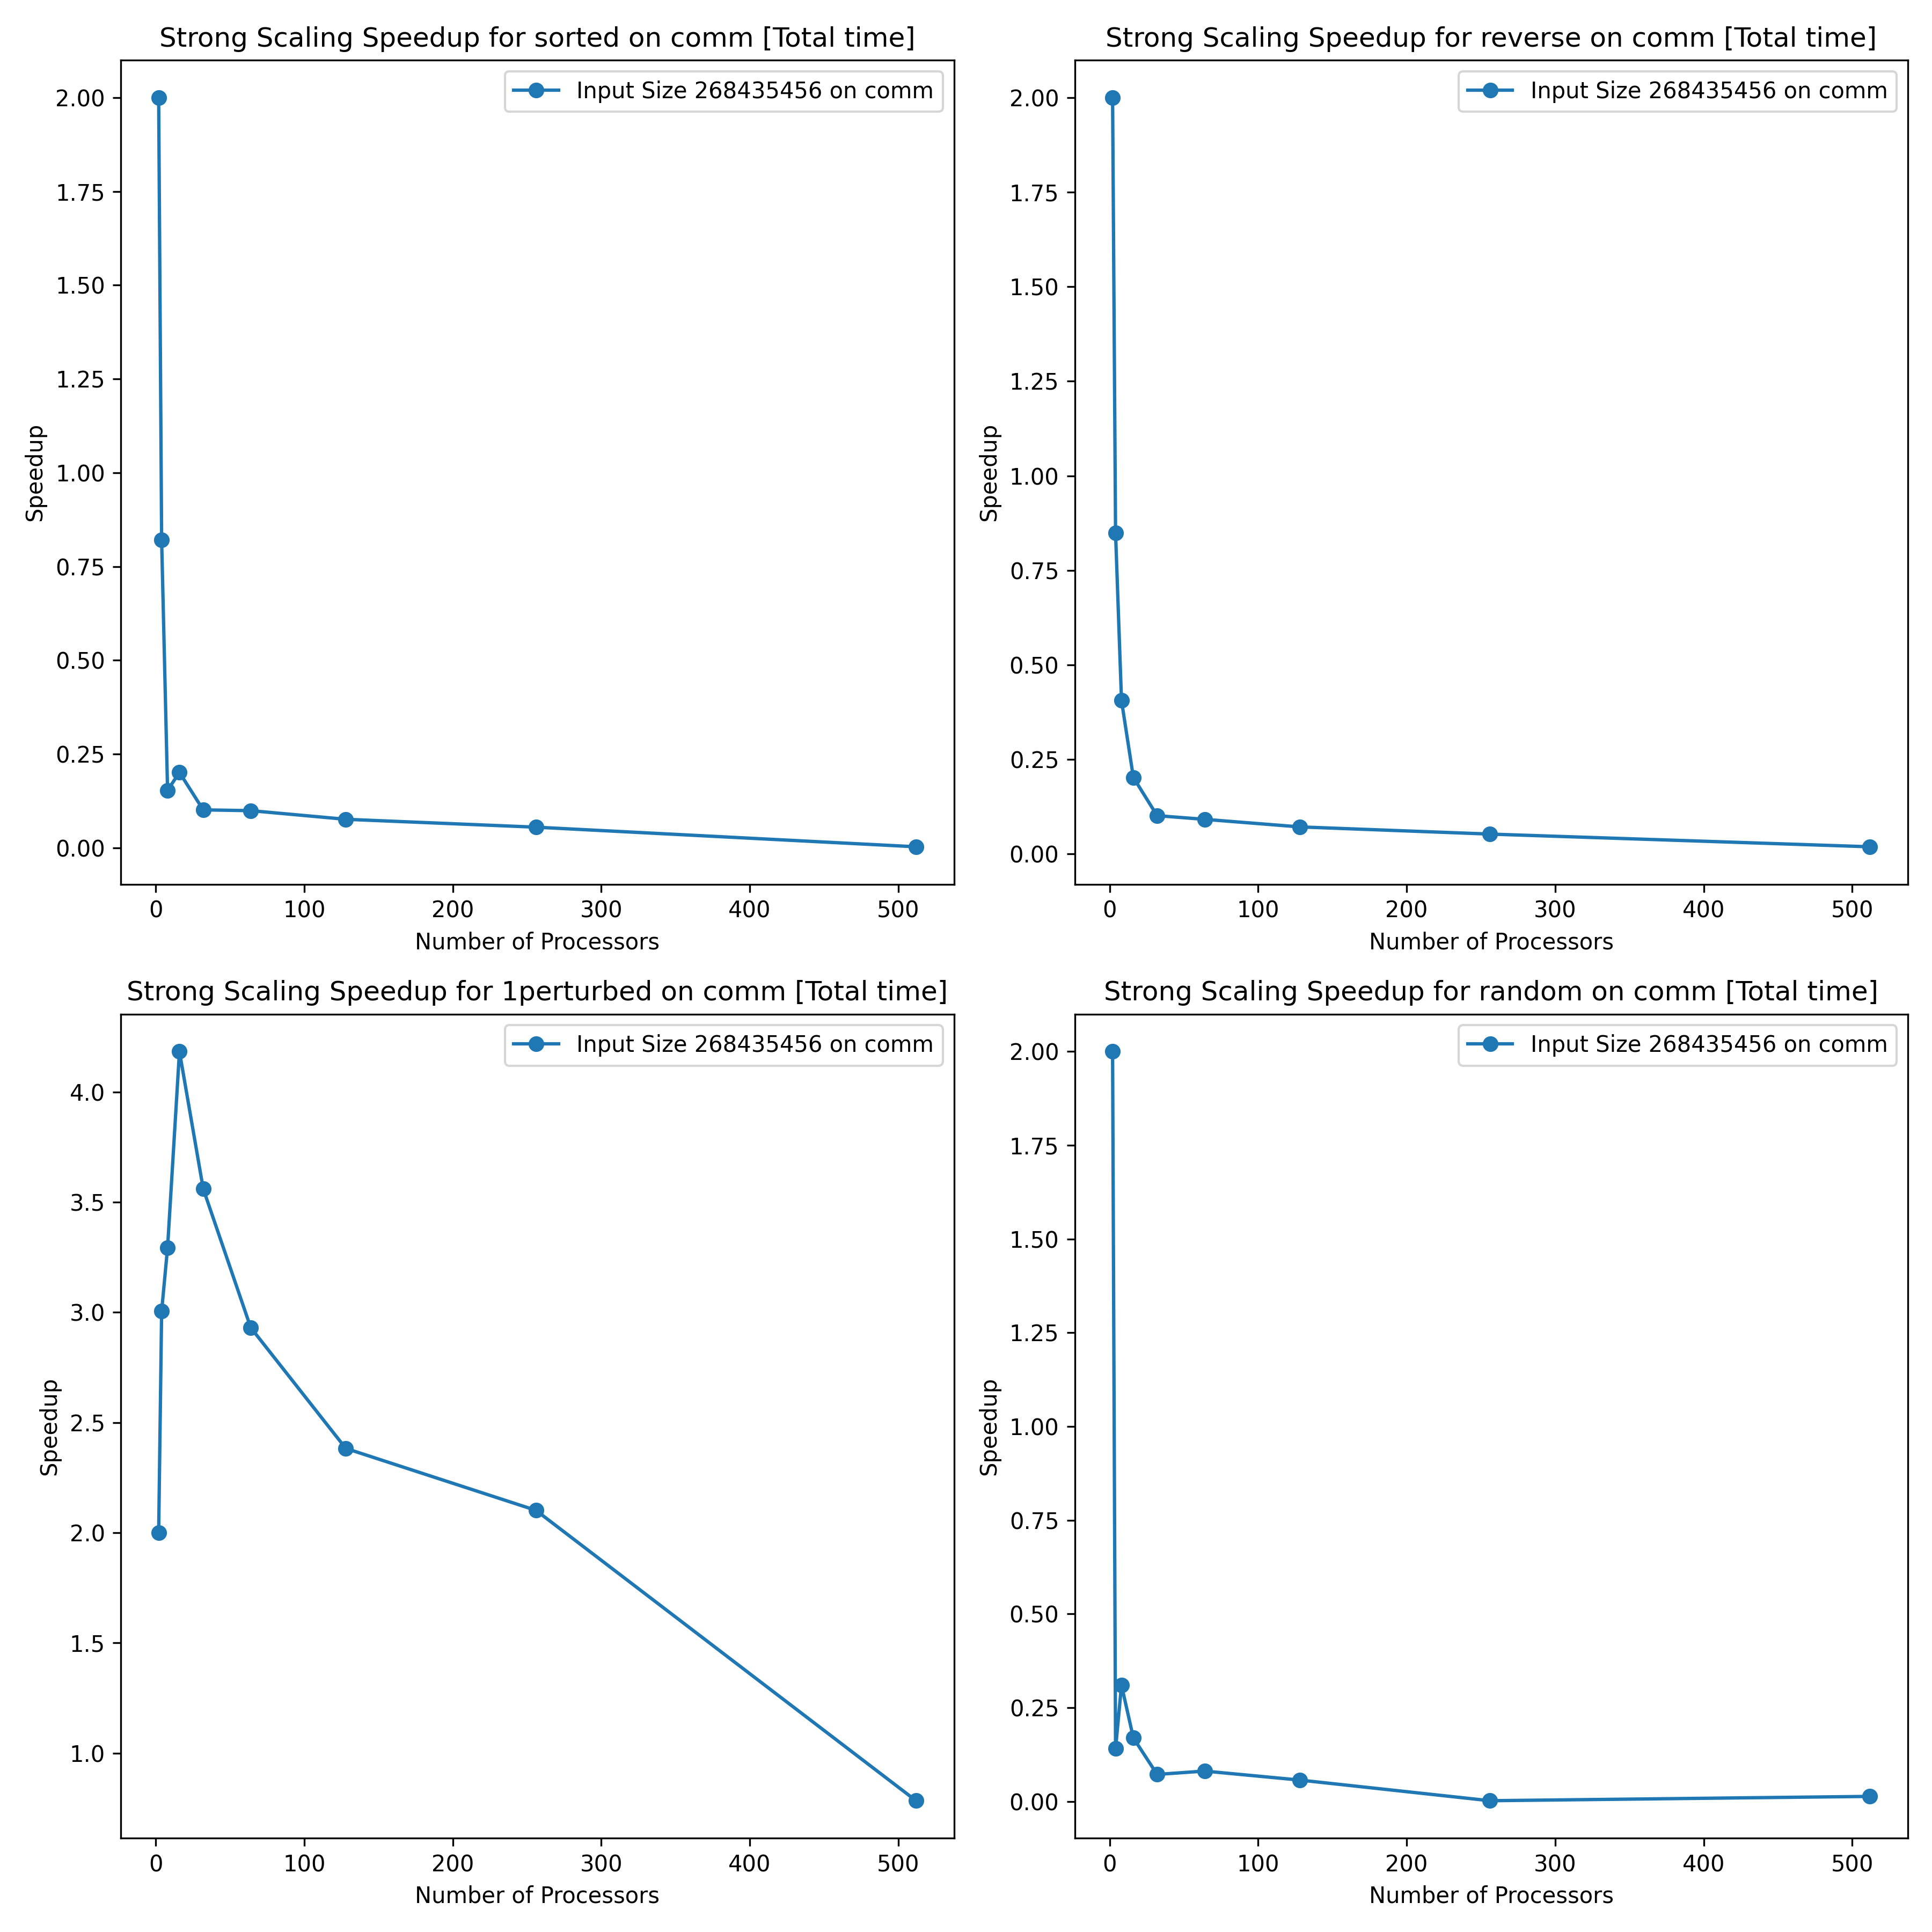 Strong Scaling Speedup for sorted on comm [Total time]
Input Size 268435456 on comm
2.00
1.75
1.50
1.25
1.00
0.75
0.50
0.25
0.00
Speedup
0 100 200 300 400 500
Number of Processors
Strong Scaling Speedup for reverse on comm [Total time]
Input Size 268435456 on comm
2.00
1.75
1.50
1.25
1.00
0.75
0.50
0.25
0.00
Speedup
0 100 200 300 400 500
Number of Processors
Strong Scaling Speedup for 1perturbed on comm [Total time]
Input Size 268435456 on comm
4.0
3.5
3.0
2.5
2.0
1.5
1.0
Speedup
0 100 200 300 400 500
Number of Processors
Strong Scaling Speedup for random on comm [Total time]
Input Size 268435456 on comm
2.00
1.75
1.50
1.25
1.00
0.75
0.50
0.25
0.00
Speedup
0 100 200 300 400 500
Number of Processors